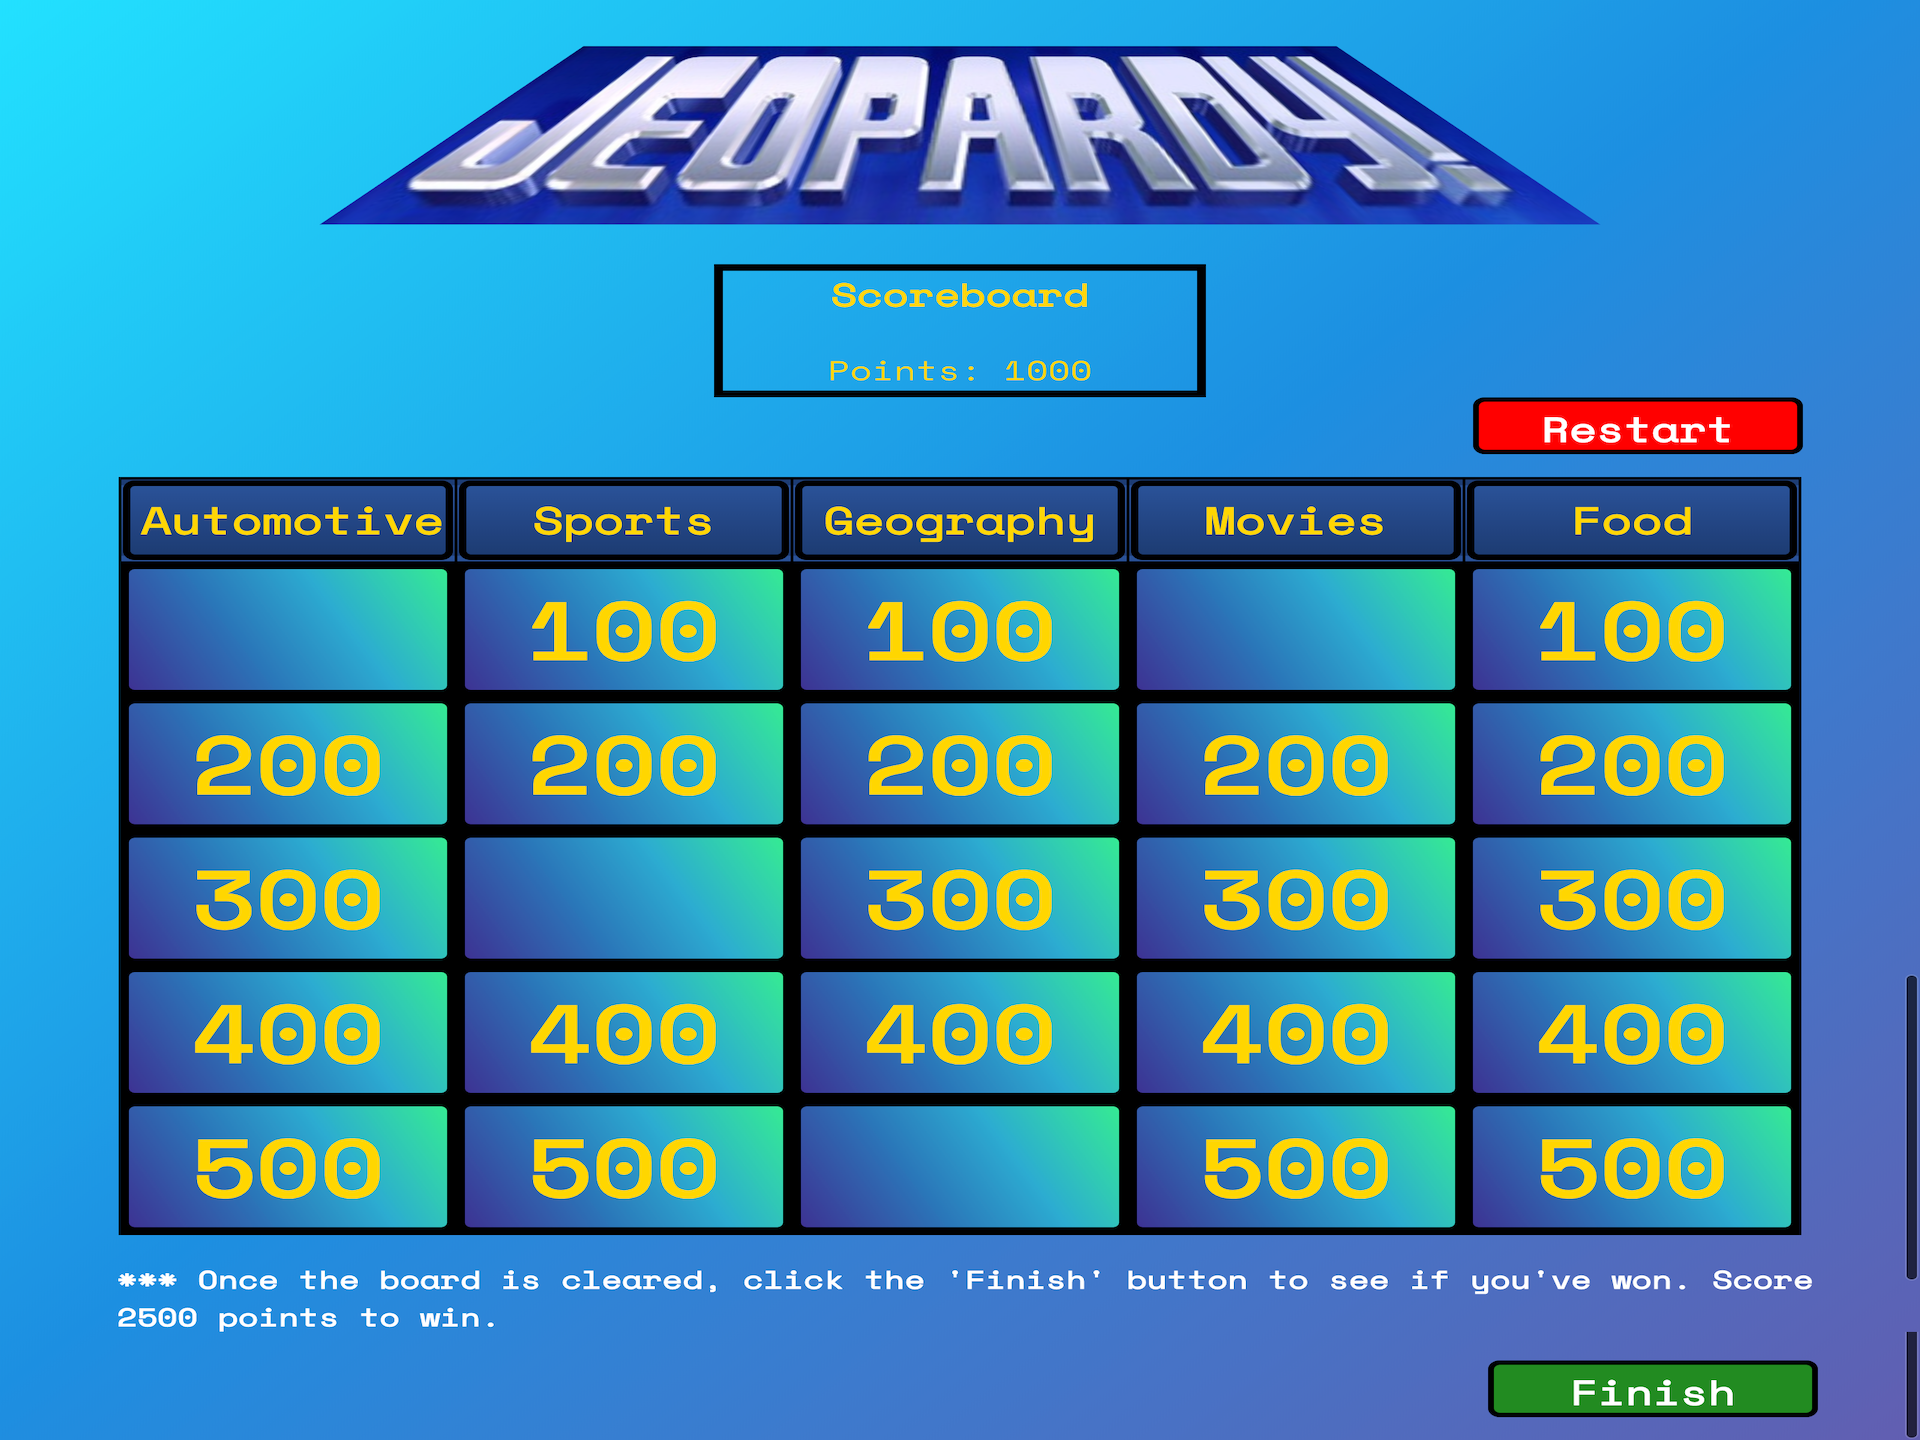 JEOPARDY!
Scoreboard
Points: 1000
Restart
Automotive Sports Geography Movies Food
100 100 100
200 200 200 200 200
300 300 300 300
400 400 400 400 400
500 500 500 500
*** Once the board is cleared, click the 'Finish' button to see if you've won. Score
2500 points to win.
Finish